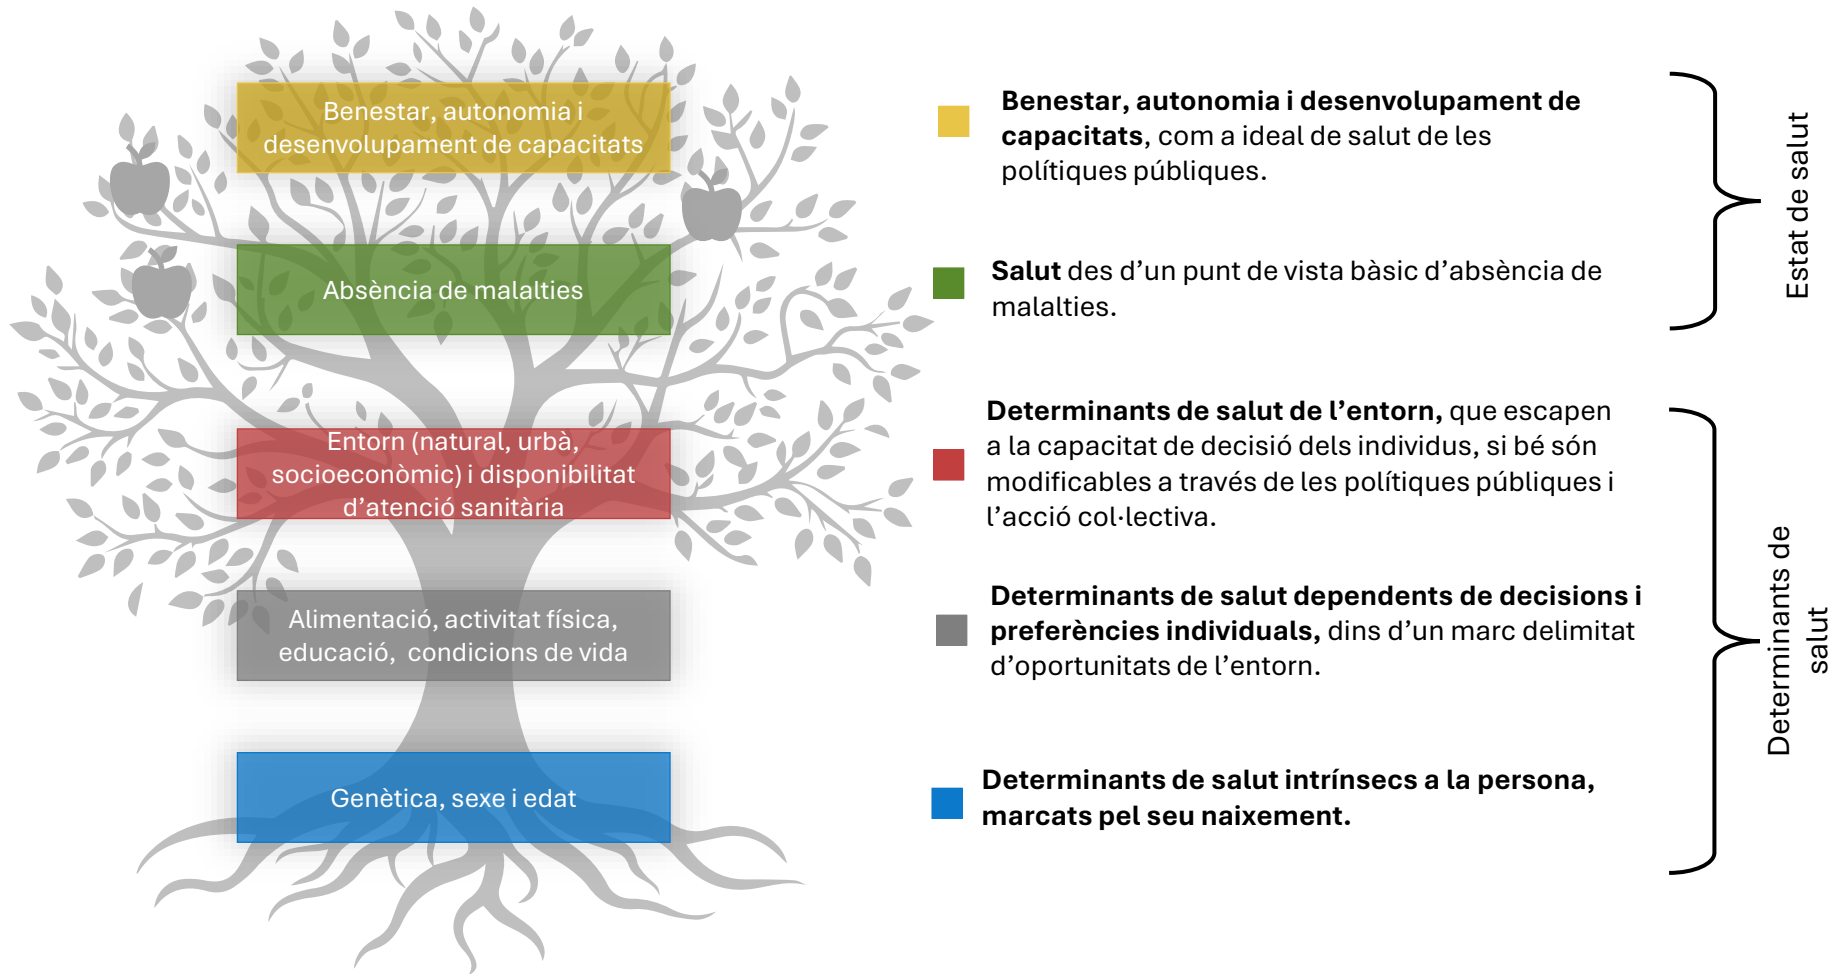 Benestar, autonomia i
desenvolupament de capacitats
Absència de malalties
Entorn (natural, urbà,
socioeconòmic) i disponibilitat
d’atenció sanitària
Alimentació, activitat física,
educació, condicions de vida
Genètica, sexe i edat
Benestar, autonomia i desenvolupament de
capacitats, com a ideal de salut de les
polítiques públiques.
Salut des d’un punt de vista bàsic d’absència de
malalties.
Determinants de salut de l’entorn, que escapen
a la capacitat de decisió dels individus, si bé són
modificables a través de les polítiques públiques i
l’acció col·lectiva.
Determinants de salut dependents de decisions i
preferències individuals, dins d’un marc delimitat
d’oportunitats de l’entorn.
Determinants de salut intrínsecs a la persona,
marcats pel seu naixement.
Estat de salut
Determinants de
salut